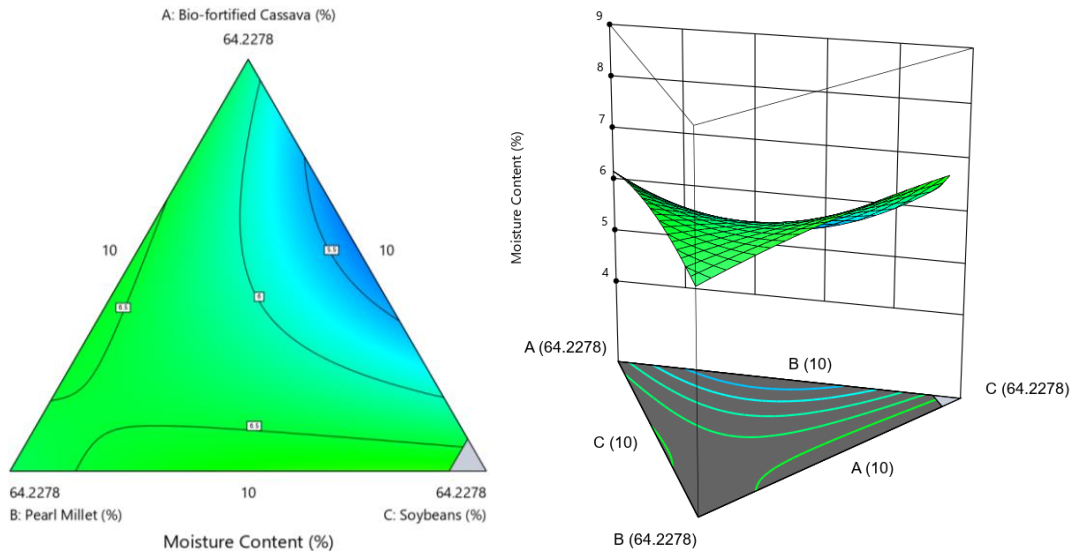 A: Bio-fortified Cassava (%)
64.2278
10
10
5.5
6
6.5
6.5
64.2278
10
64.2278
B: Pearl Millet (%)
C: Soybeans (%)
Moisture Content (%)
9
8
7
6
5
4
Moisture Content (%)
A (64.2278)
B (10)
C (64.2278)
C (10)
A (10)
B (64.2278)